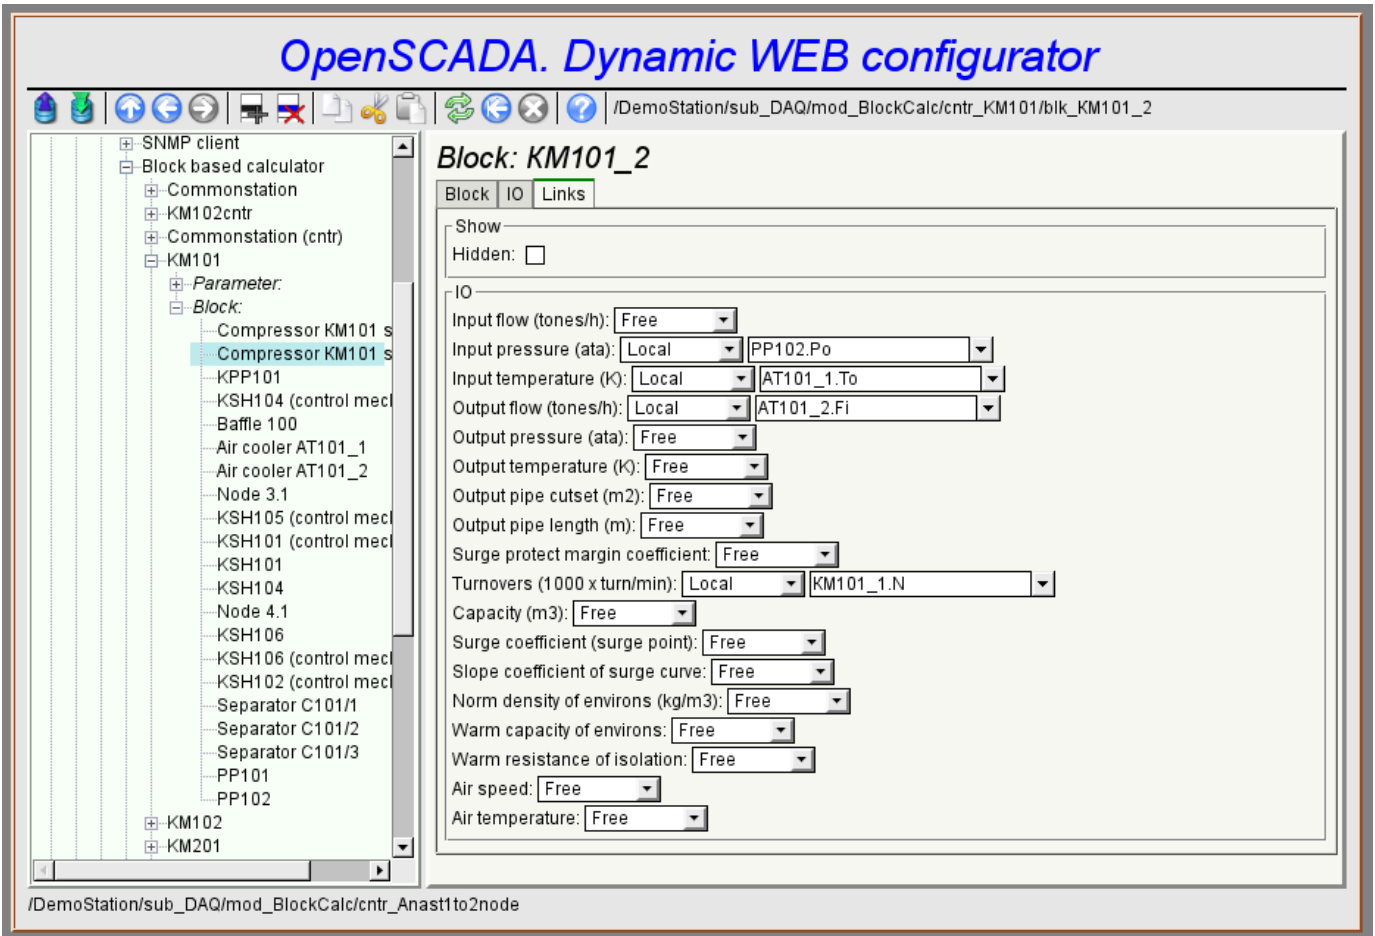 OpenSCADA. Dynamic WEB configurator
/DemoStation/sub_DAQ/mod_BlockCalc/cntr_KM101/blk_KM101_2
SNMP client
Block based calculator
Commonstation
KM102cntr
Commonstation (cntr)
KM101
Parameter:
Block:
Compressor KM101 s
Compressor KM101 s
KPP101
KSH104 (control mecl
Baffle 100
Air cooler AT101_1
Air cooler AT101_2
Node 3.1
KSH105 (control mecl
KSH101 (control mecl
KSH101
KSH104
Node 4.1
KSH106
KSH106 (control mecl
KSH102 (control mecl
Separator C101/1
Separator C101/2
Separator C101/3
PP101
PP102
KM102
KM201
Block: KM101_2
Block IO Links
Show
Hidden:
IO
Input flow (tones/h): Free
Input pressure (ata): Local PP102.Po
Input temperature (K): Local AT101_1.To
Output flow (tones/h): Local AT101_2.Fi
Output pressure (ata): Free
Output temperature (K): Free
Output pipe cutset (m2): Free
Output pipe length (m): Free
Surge protect margin coefficient: Free
Turnovers (1000 x turn/min): Local KM101_1.N
Capacity (m3): Free
Surge coefficient (surge point): Free
Slope coefficient of surge curve: Free
Norm density of environs (kg/m3): Free
Warm capacity of environs: Free
Warm resistance of isolation: Free
Air speed: Free
Air temperature: Free
/DemoStation/sub_DAQ/mod_BlockCalc/cntr_Anast1to2node